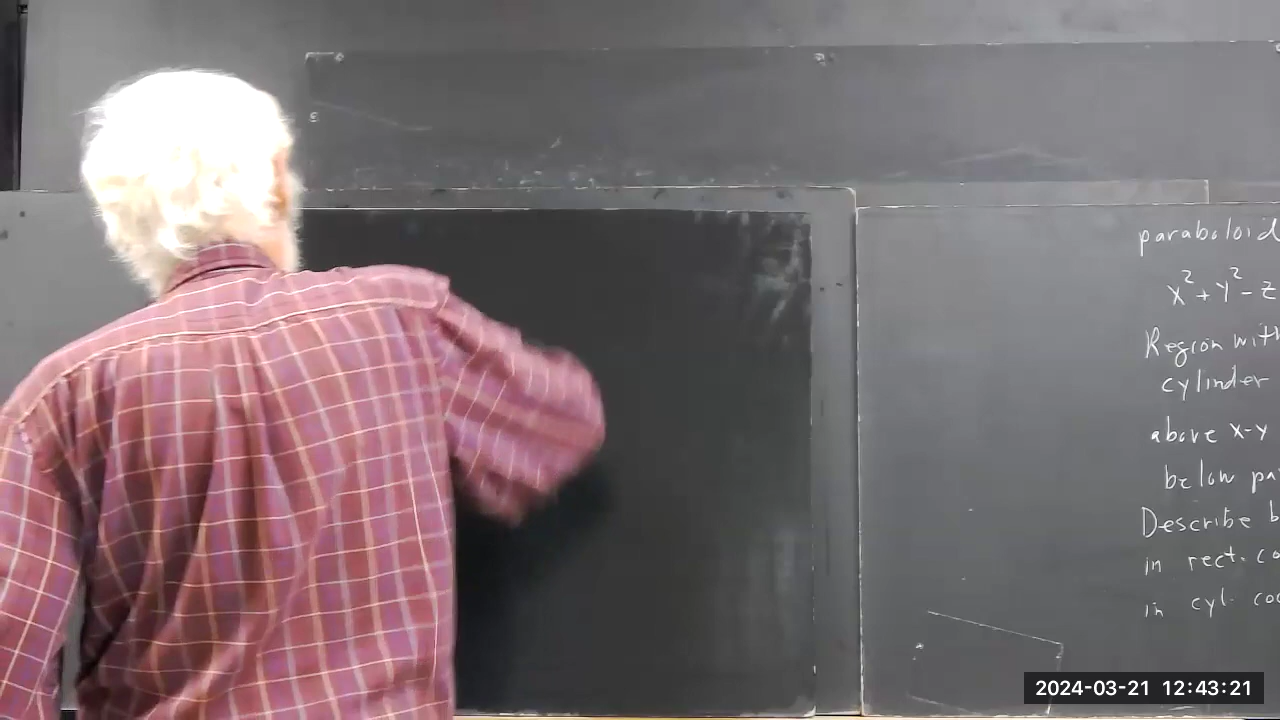 paraboloid
x² + y² - z
Region with
cylinder
above x-y
below pa
Describe b
in rect. co
in cyl. coo
2024-03-21 12:43:21